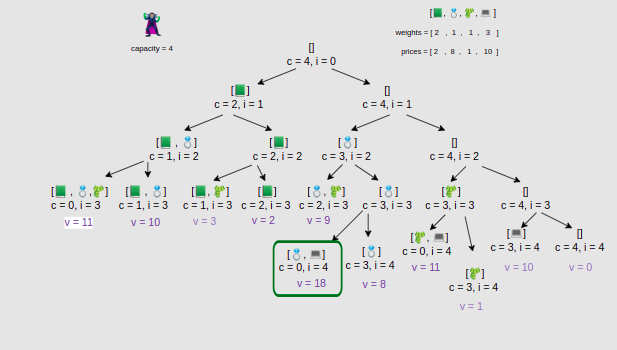 capacity = 4
[📗, 💍, 🐉, 💻]
weights = [ 2 , 1 , 1 , 3 ]
prices = [ 2 , 8 , 1 , 10 ]
[]
c = 4, i = 0
[📗] []
c = 2, i = 1 c = 4, i = 1
[📗, 💍] [📗] [💍] []
c = 1, i = 2 c = 2, i = 2 c = 3, i = 2 c = 4, i = 2
[📗, 💍, 🐉] [📗, 💍] [📗, 🐉] [📗] [💍, 🐉] [💍] [🐉] []
c = 0, i = 3 c = 1, i = 3 c = 1, i = 3 c = 2, i = 3 c = 2, i = 3 c = 3, i = 3 c = 3, i = 3 c = 4, i = 3
v = 11 v = 10 v = 3 v = 2 v = 9
[💍, 💻] [💍] [🐉, 💻] [💻] []
c = 0, i = 4 c = 3, i = 4 c = 0, i = 4 c = 3, i = 4 c = 4, i = 4
v = 18 v = 8 v = 11 v = 10 v = 0
[🐉]
c = 3, i = 4
v = 1